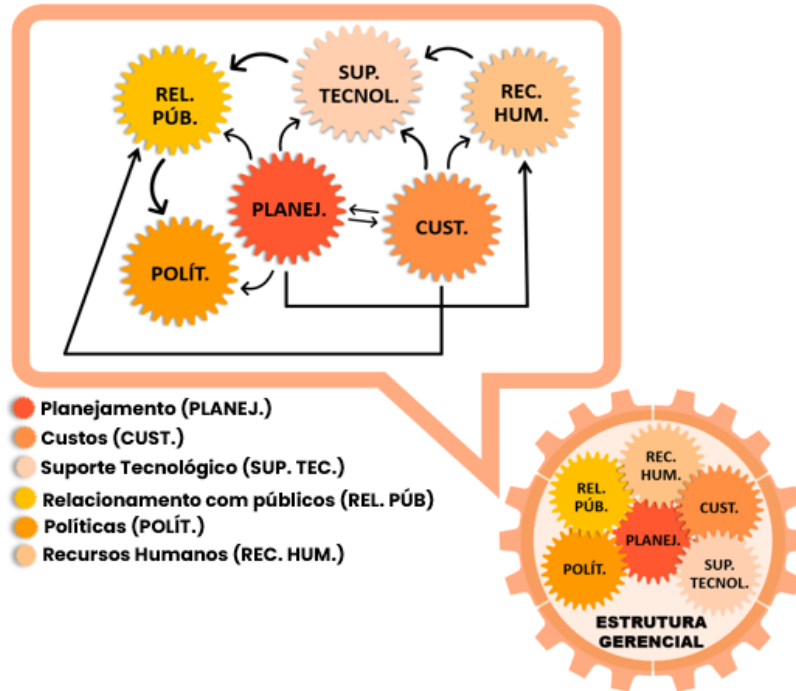 REL.
PÚB.
SUP.
TECNOL.
REC.
HUM.
PLANEJ.
CUST.
POLÍT.
Planejamento (PLANEJ.)
Custos (CUST.)
Suporte Tecnológico (SUP. TEC.)
Relacionamento com públicos (REL. PÚB)
Políticas (POLÍT.)
Recursos Humanos (REC. HUM.)
REC.
HUM.
REL.
PÚB.
CUST.
PLANEJ.
POLÍT.
SUP.
TECNOL.
ESTRUTURA
GERENCIAL